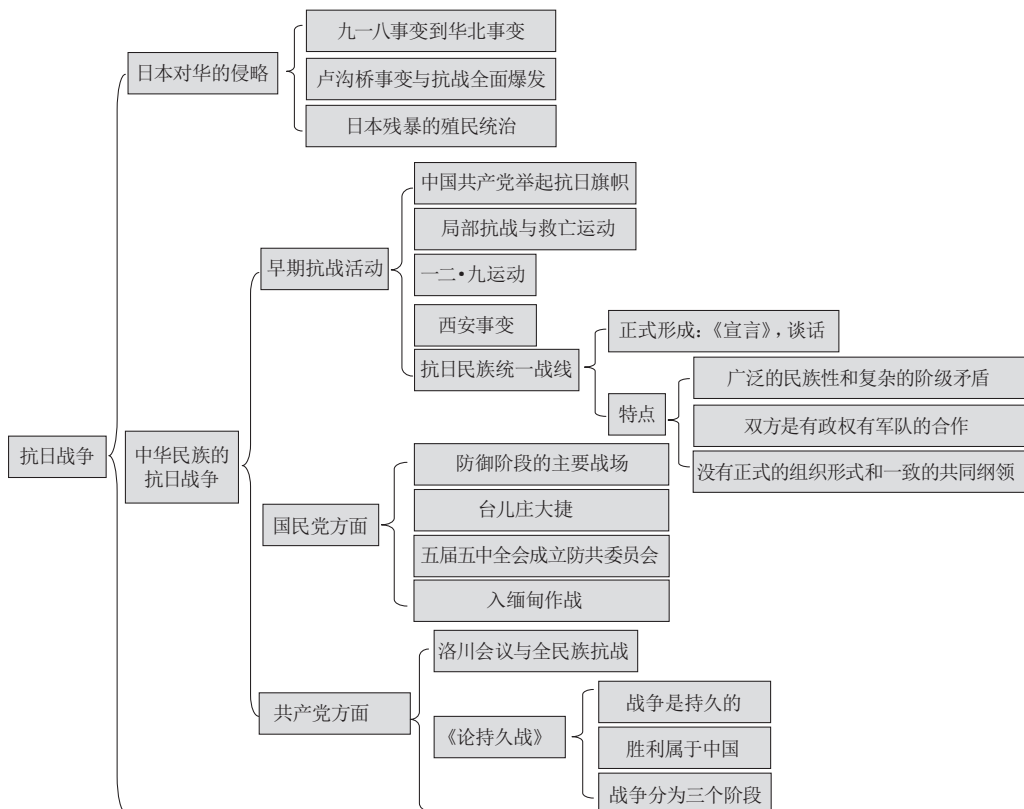 九一八事变到华北事变
日本对华的侵略
卢沟桥事变与抗战全面爆发
日本残暴的殖民统治
中国共产党举起抗日旗帜
局部抗战与救亡运动
早期抗战活动
一二•九运动
西安事变
正式形成:《宣言》,谈话
抗日民族统一战线
广泛的民族性和复杂的阶级矛盾
特点
双方是有政权有军队的合作
没有正式的组织形式和一致的共同纲领
抗日战争
中华民族的
抗日战争
防御阶段的主要战场
台儿庄大捷
国民党方面
五届五中全会成立防共委员会
入缅甸作战
洛川会议与全民族抗战
共产党方面
战争是持久的
《论持久战》
胜利属于中国
战争分为三个阶段